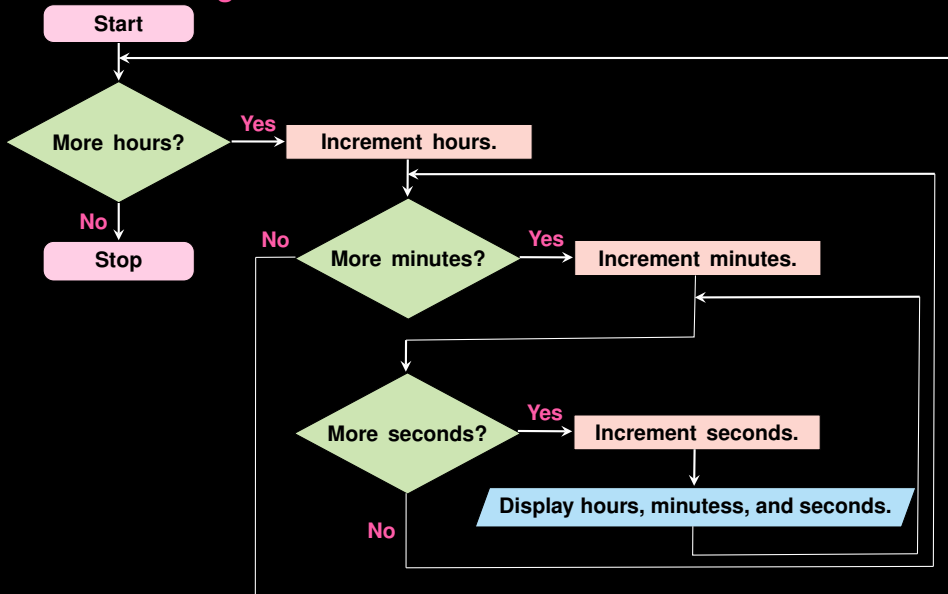 Start
More hours?
Yes
Increment hours.
No
Stop
No
More minutes?
Yes
Increment minutes.
More seconds?
Yes
Increment seconds.
Display hours, minutess, and seconds.
No